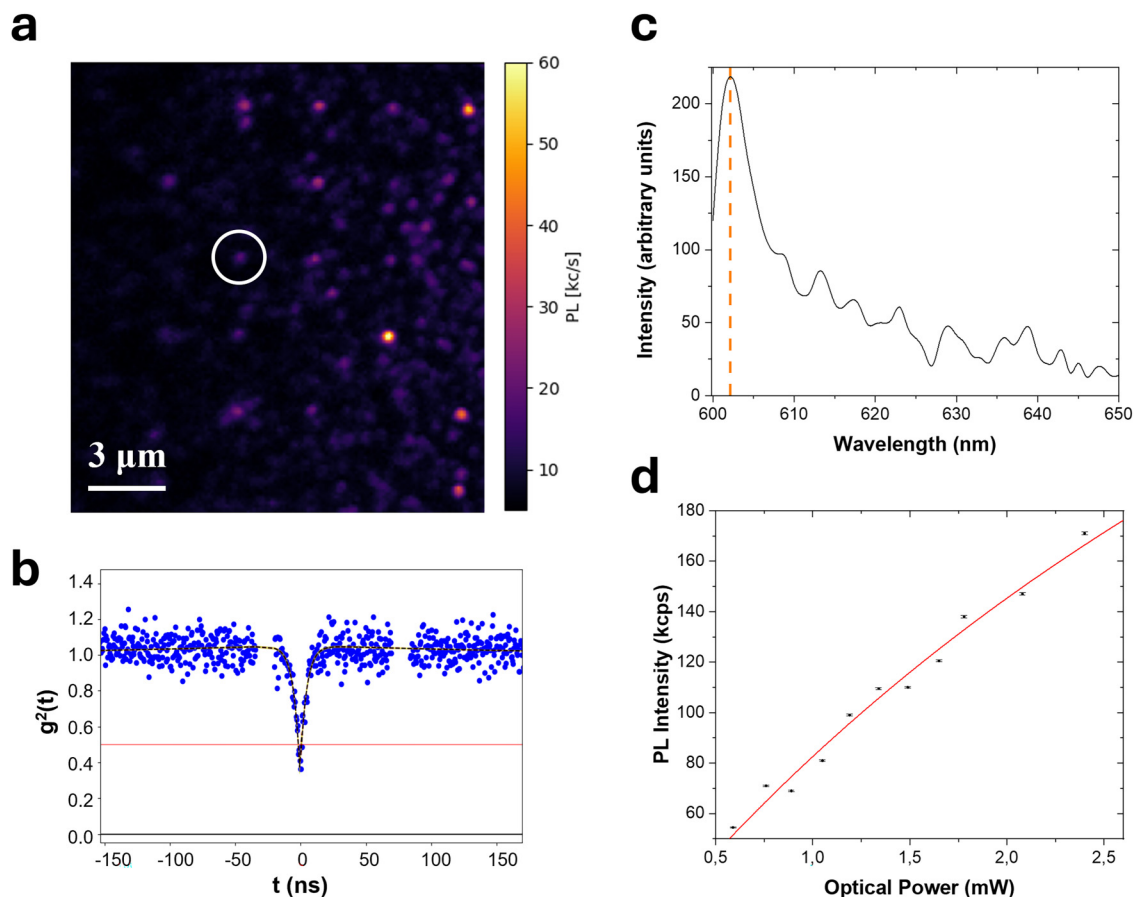 a
60
50
40
30
20
10
PL [kc/s]
3 µm
b
1.4
1.2
1.0
0.8
0.6
0.4
0.2
0.0
g²(t)
-150 -100 -50 0 50 100 150
t (ns)
c
200
150
100
50
0
Intensity (arbitrary units)
600 610 620 630 640 650
Wavelength (nm)
d
180
160
140
120
100
80
60
PL Intensity (kcps)
0,5 1,0 1,5 2,0 2,5
Optical Power (mW)